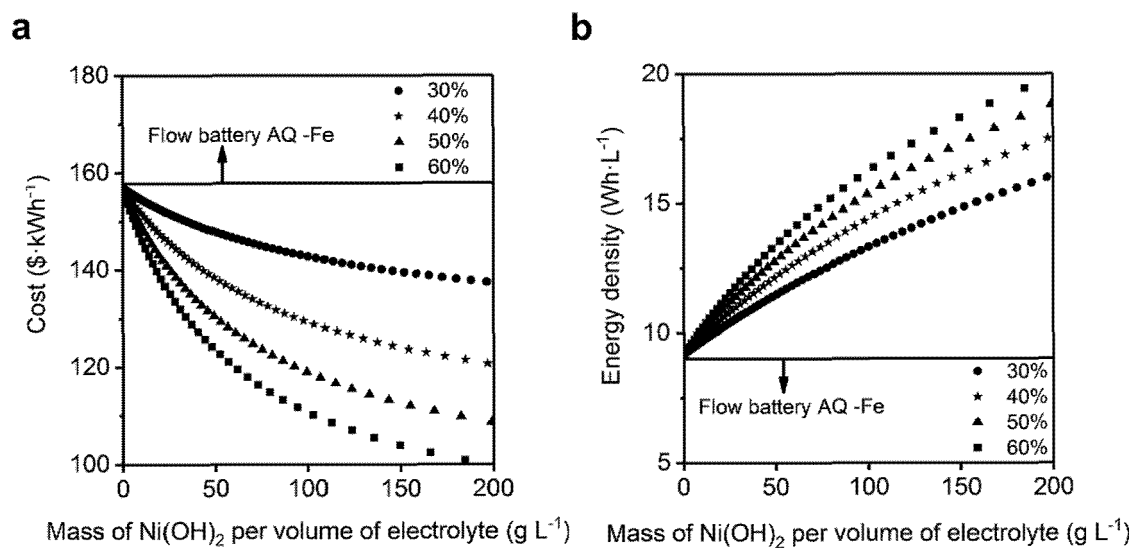 a
180
160
140
120
100
Cost ($·kWh⁻¹)
30%
40%
50%
60%
Flow battery AQ -Fe
0 50 100 150 200
Mass of Ni(OH)₂ per volume of electrolyte (g L⁻¹)
b
20
15
10
5
Energy density (Wh·L⁻¹)
Flow battery AQ -Fe
30%
40%
50%
60%
0 50 100 150 200
Mass of Ni(OH)₂ per volume of electrolyte (g L⁻¹)